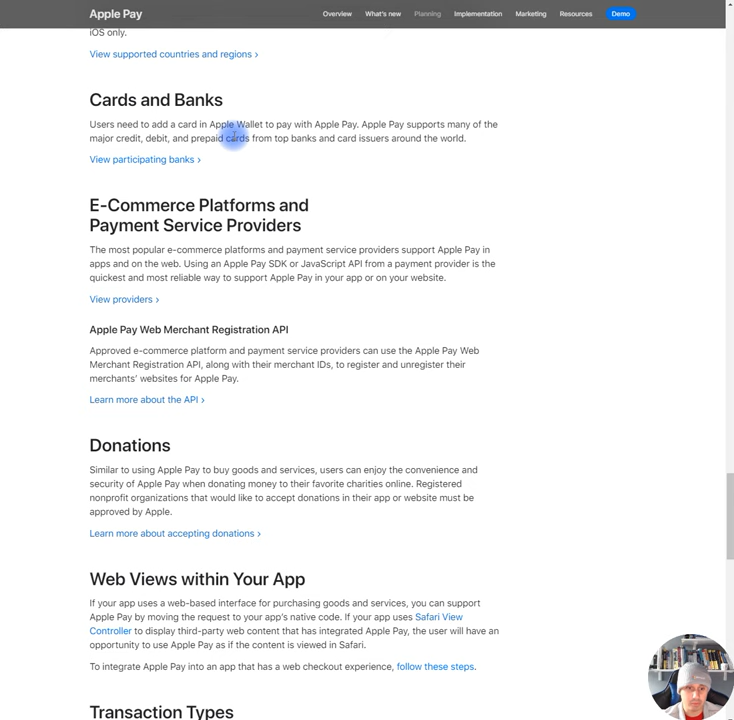 Apple Pay
Overview What's new Planning Implementation Marketing Resources Demo
iOS only.
View supported countries and regions ›
Cards and Banks
Users need to add a card in Apple Wallet to pay with Apple Pay. Apple Pay supports many of the
major credit, debit, and prepaid cards from top banks and card issuers around the world.
View participating banks ›
E-Commerce Platforms and
Payment Service Providers
The most popular e-commerce platforms and payment service providers support Apple Pay in
apps and on the web. Using an Apple Pay SDK or JavaScript API from a payment provider is the
quickest and most reliable way to support Apple Pay in your app or on your website.
View providers ›
Apple Pay Web Merchant Registration API
Approved e-commerce platform and payment service providers can use the Apple Pay Web
Merchant Registration API, along with their merchant IDs, to register and unregister their
merchants' websites for Apple Pay.
Learn more about the API ›
Donations
Similar to using Apple Pay to buy goods and services, users can enjoy the convenience and
security of Apple Pay when donating money to their favorite charities online. Registered
nonprofit organizations that would like to accept donations in their app or website must be
approved by Apple.
Learn more about accepting donations ›
Web Views within Your App
If your app uses a web-based interface for purchasing goods and services, you can support
Apple Pay by moving the request to your app's native code. If your app uses Safari View
Controller to display third-party web content that has integrated Apple Pay, the user will have an
opportunity to use Apple Pay as if the content is viewed in Safari.
To integrate Apple Pay into an app that has a web checkout experience, follow these steps.
Transaction Types